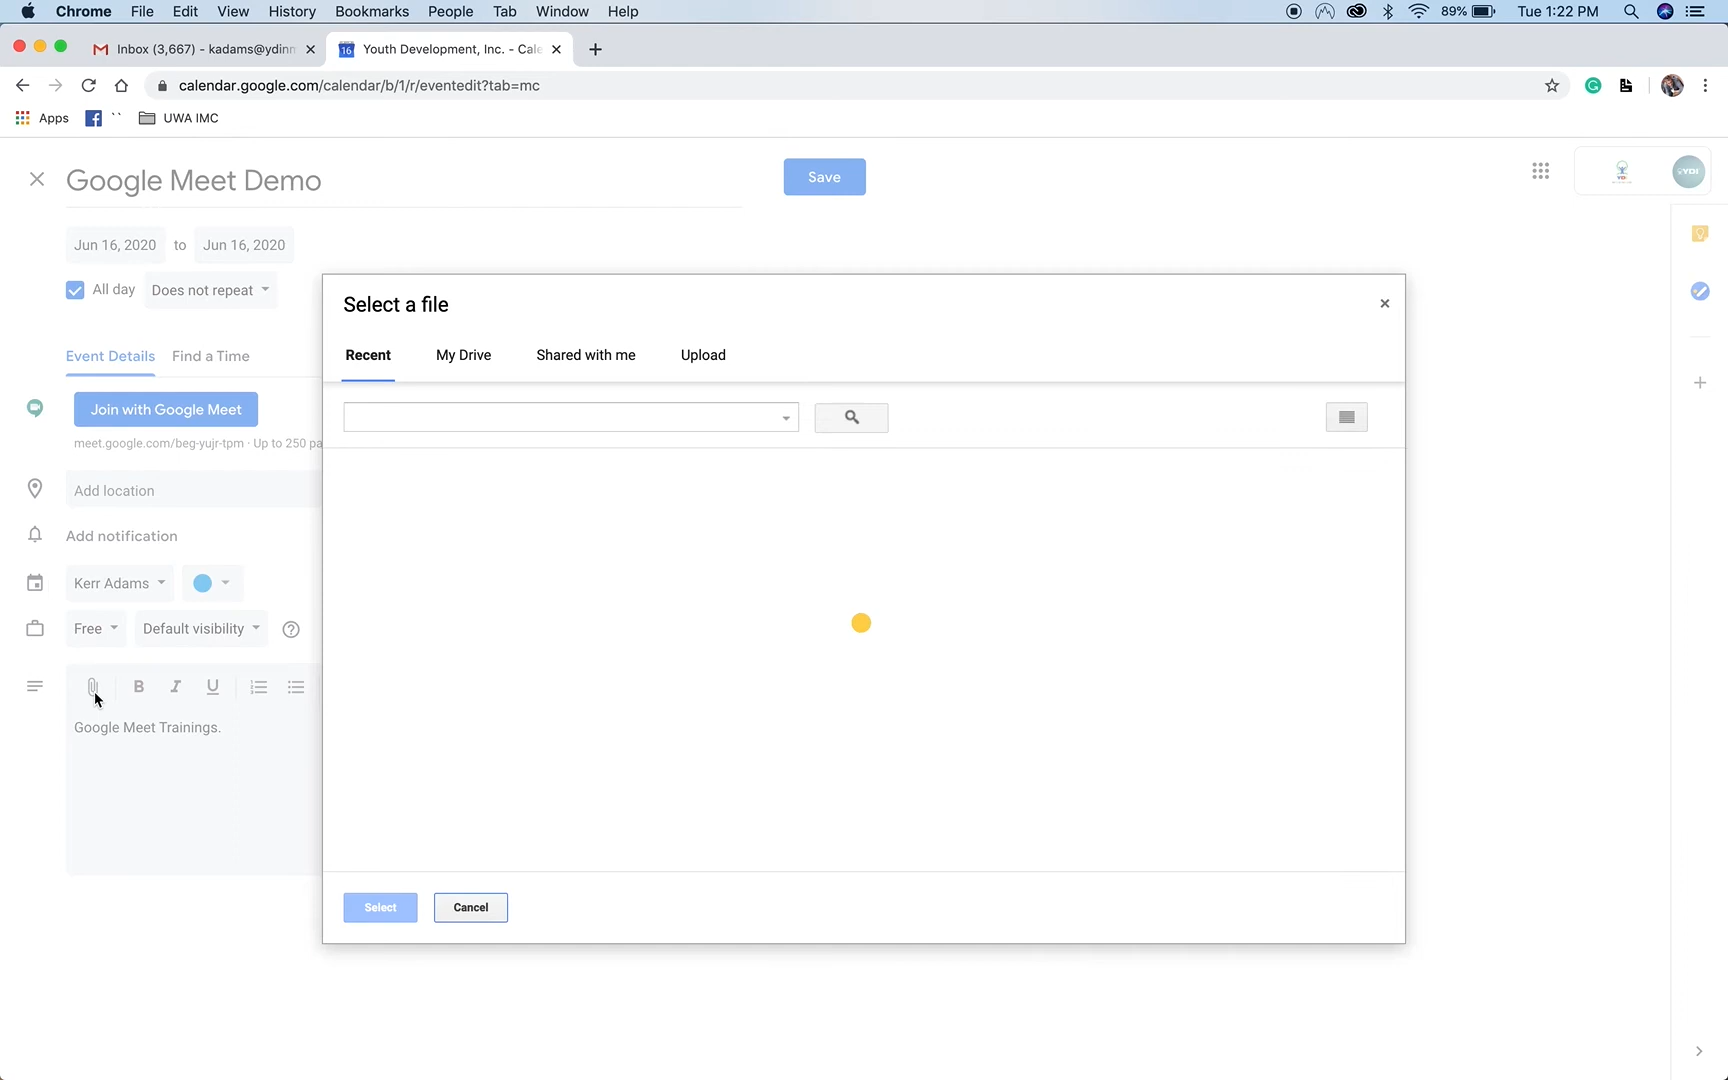 Chrome File Edit View History Bookmarks People Tab Window Help 89% Tue 1:22 PM
Inbox (3,667) - kadams@ydinn Youth Development, Inc. - Cale
calendar.google.com/calendar/b/1/r/eventedit?tab=mc
Apps `` UWA IMC
Google Meet Demo Save
Jun 16, 2020 to Jun 16, 2020
All day Does not repeat
Select a file
Recent My Drive Shared with me Upload
Event Details Find a Time
Join with Google Meet
meet.google.com/beg-yujr-tpm · Up to 250 pa
Add location
Add notification
Kerr Adams
Free Default visibility
B I U
Google Meet Trainings.
Select Cancel